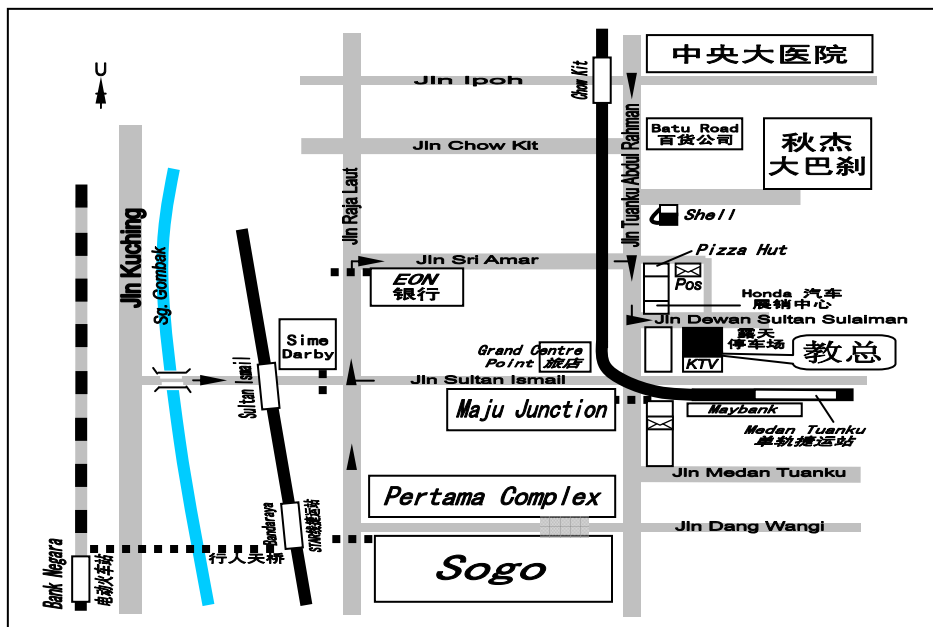 中央大医院
Jln Ipoh
Chow Kit
Batu Road
百货公司
秋杰
大巴刹
Jln Chow Kit
Jln Tuanku Abdul Rahman
Jln Raja Laut
Jln Kuching
Sg. Gombak
Shell
Pizza Hut
Jln Sri Amar
EON
银行
Pos
Honda 汽车
展销中心
Jln Dewan Sultan Sulaiman
Sime
Darby
露天
停车场
教总
KTV
Grand Centre
Point 旅店
Sultan Ismail
Jln Sultan Ismail
Maju Junction
Maybank
Medan Tuanku
单轨捷运站
Jln Medan Tuanku
Pertama Complex
Bandaraya
STAR线捷运站
Jln Dang Wangi
行人天桥
Sogo
Bank Negara
电动火车站